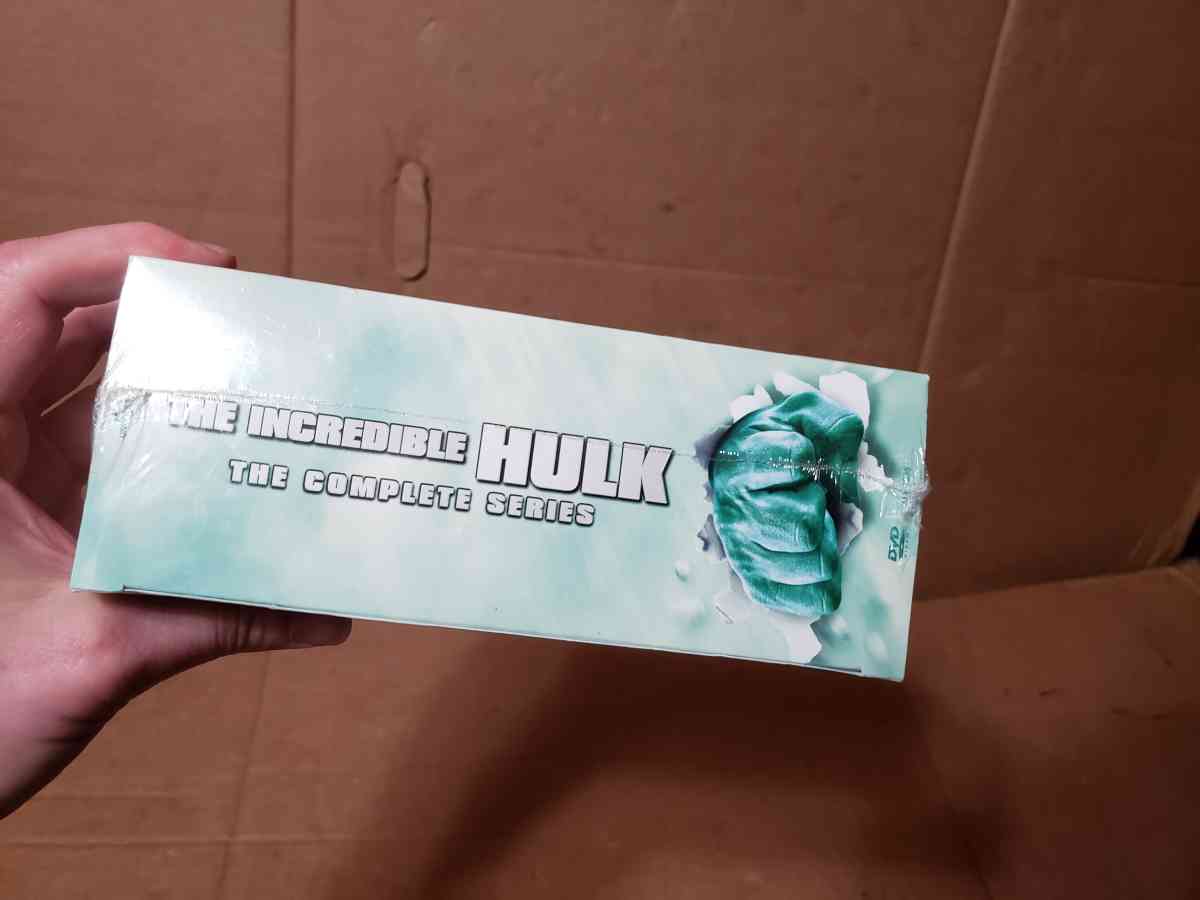 THE INCREDIBLE HULK
THE COMPLETE SERIES
DVD